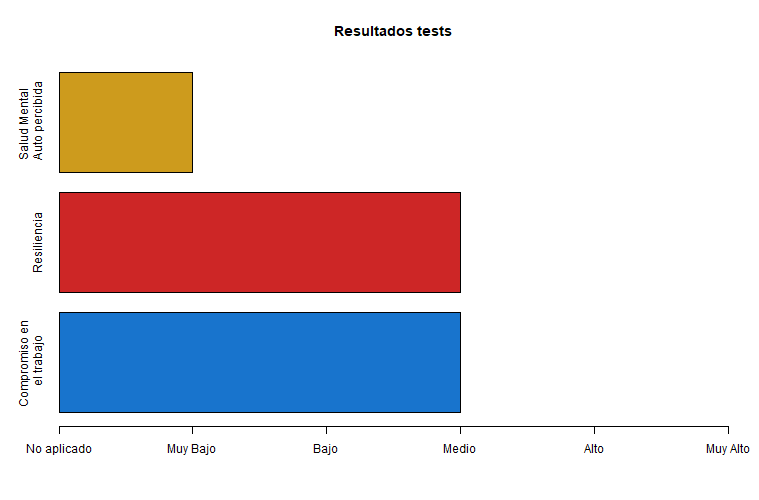 Resultados tests
Salud Mental
Auto percibida
Resiliencia
Compromiso en
el trabajo
No aplicado
Muy Bajo
Bajo
Medio
Alto
Muy Alto